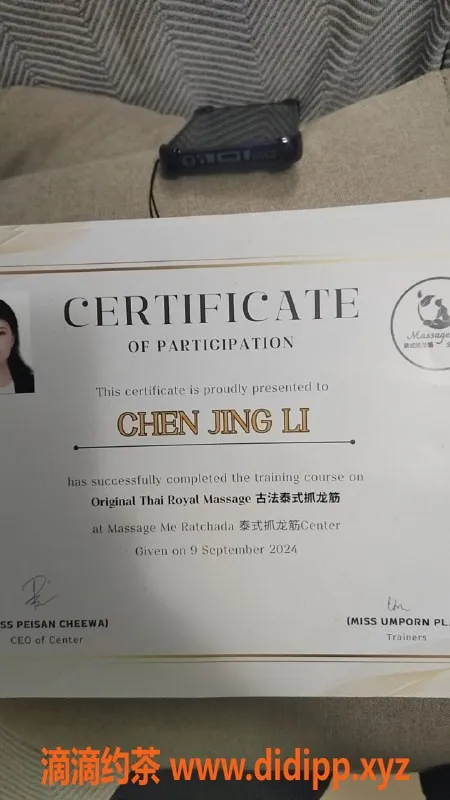 CERTIFICATE
OF PARTICIPATION
Massage
This certificate is proudly presented to
CHEN JING LI
has successfully completed the training course on
Original Thai Royal Massage 古法泰式抓龙筋
at Massage Me Ratchada 泰式抓龙筋Center
Given on 9 September 2024
SS PEISAN CHEEWA)
CEO of Center
(MISS UMPORN PL
Trainers
滴滴约茶 www.didipp.xyz